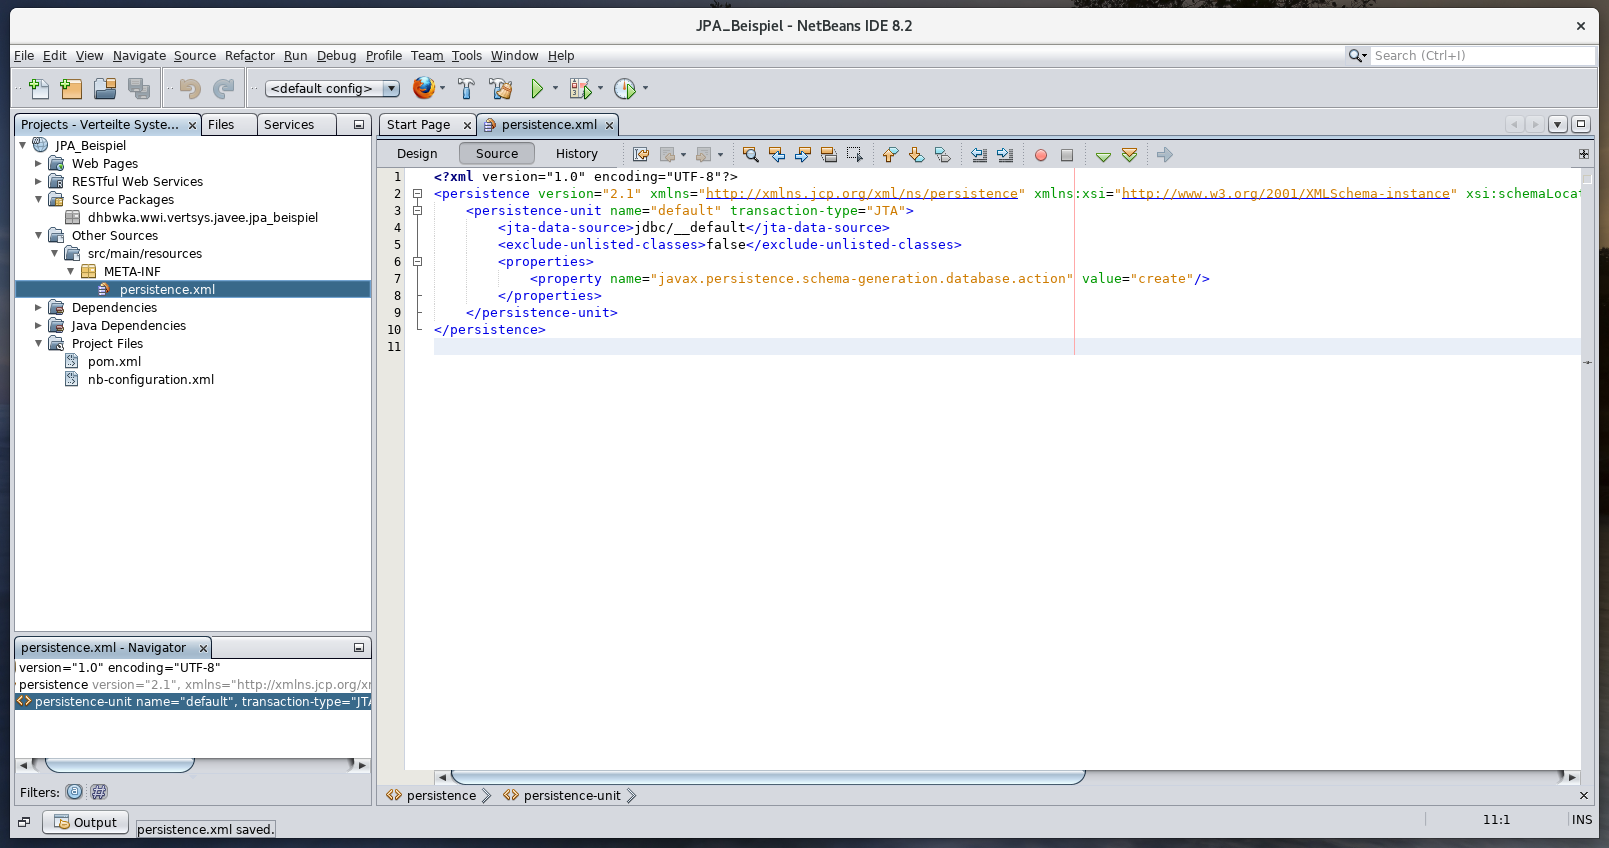 JPA_Beispiel - NetBeans IDE 8.2
File Edit View Navigate Source Refactor Run Debug Profile Team Tools Window Help
Search (Ctrl+I)
<default config>
Projects - Verteilte Syste...
Files
Services
JPA_Beispiel
Web Pages
RESTful Web Services
Source Packages
dhbwka.wwi.vertsys.javee.jpa_beispiel
Other Sources
src/main/resources
META-INF
persistence.xml
Dependencies
Java Dependencies
Project Files
pom.xml
nb-configuration.xml
persistence.xml - Navigator
version="1.0" encoding="UTF-8"
persistence version="2.1", xmlns="http://xmlns.jcp.org/x
persistence-unit name="default", transaction-type="JTA
Filters:
Start Page
persistence.xml
Design Source History
1 <?xml version="1.0" encoding="UTF-8"?>
2 <persistence version="2.1" xmlns="http://xmlns.jcp.org/xml/ns/persistence" xmlns:xsi="http://www.w3.org/2001/XMLSchema-instance" xsi:schemaLocat
3 <persistence-unit name="default" transaction-type="JTA">
4 <jta-data-source>jdbc/__default</jta-data-source>
5 <exclude-unlisted-classes>false</exclude-unlisted-classes>
6 <properties>
7 <property name="javax.persistence.schema-generation.database.action" value="create"/>
8 </properties>
9 </persistence-unit>
10 </persistence>
11
persistence persistence-unit
Output
persistence.xml saved.
11:1
INS